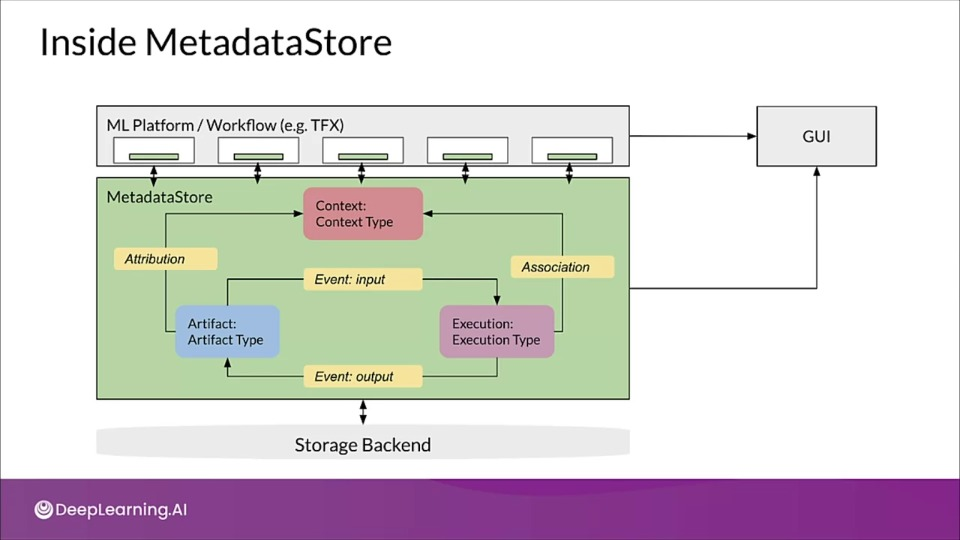 Inside MetadataStore
ML Platform / Workflow (e.g. TFX)
GUI
MetadataStore
Context:
Context Type
Attribution
Association
Event: input
Artifact:
Artifact Type
Execution:
Execution Type
Event: output
Storage Backend
DeepLearning.AI